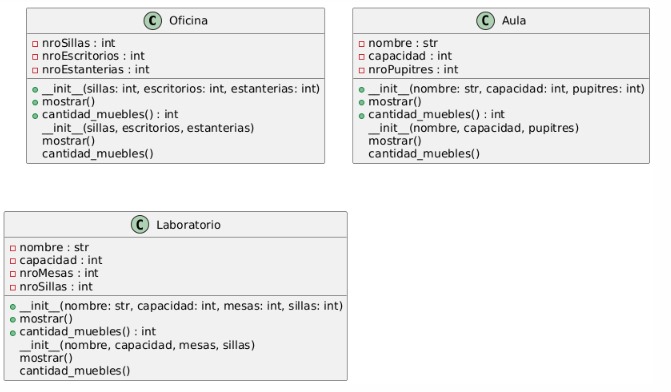 C Oficina
nroSillas : int
nroEscritorios : int
nroEstanterias : int
__init__(sillas: int, escritorios: int, estanterias: int)
mostrar()
cantidad_muebles() : int
__init__(sillas, escritorios, estanterias)
mostrar()
cantidad_muebles()
C Aula
nombre : str
capacidad : int
nroPupitres : int
__init__(nombre: str, capacidad: int, pupitres: int)
mostrar()
cantidad_muebles() : int
__init__(nombre, capacidad, pupitres)
mostrar()
cantidad_muebles()
C Laboratorio
nombre : str
capacidad : int
nroMesas : int
nroSillas : int
__init__(nombre: str, capacidad: int, mesas: int, sillas: int)
mostrar()
cantidad_muebles() : int
__init__(nombre, capacidad, mesas, sillas)
mostrar()
cantidad_muebles()